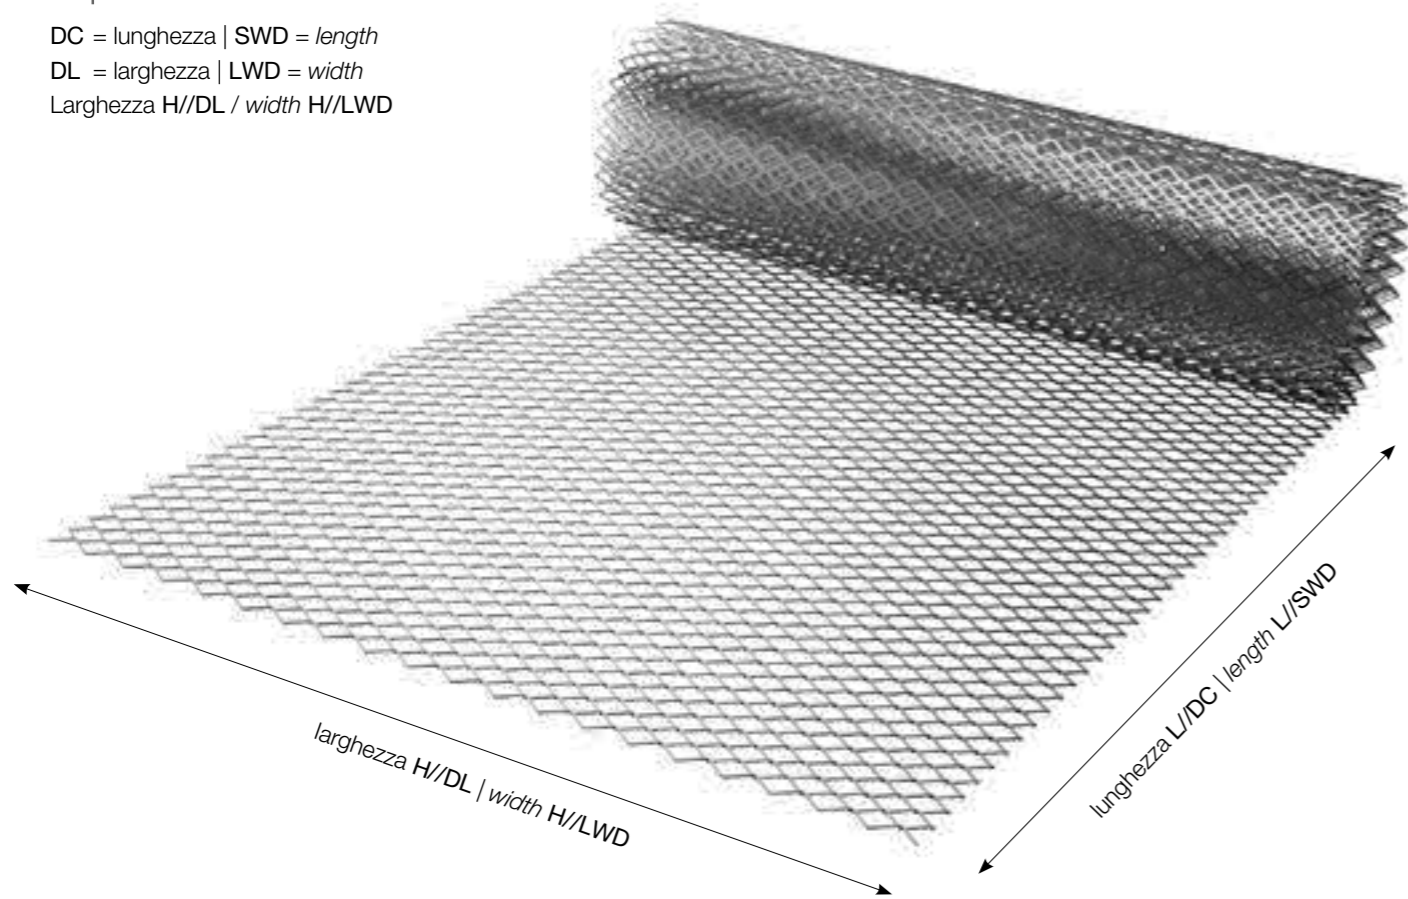 DC = lunghezza | SWD = length
DL = larghezza | LWD = width
Larghezza H//DL / width H//LWD
larghezza H//DL | width H//LWD
lunghezza L//DC | length L//SWD